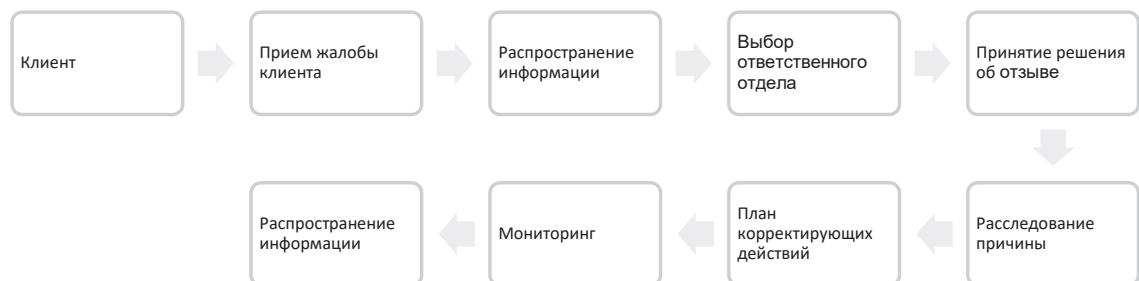 Клиент
Прием жалобы
клиента
Распространение
информации
Выбор
ответственного
отдела
Принятие решения
об отзыве
Расследование
причины
План
корректирующих
действий
Мониторинг
Распространение
информации